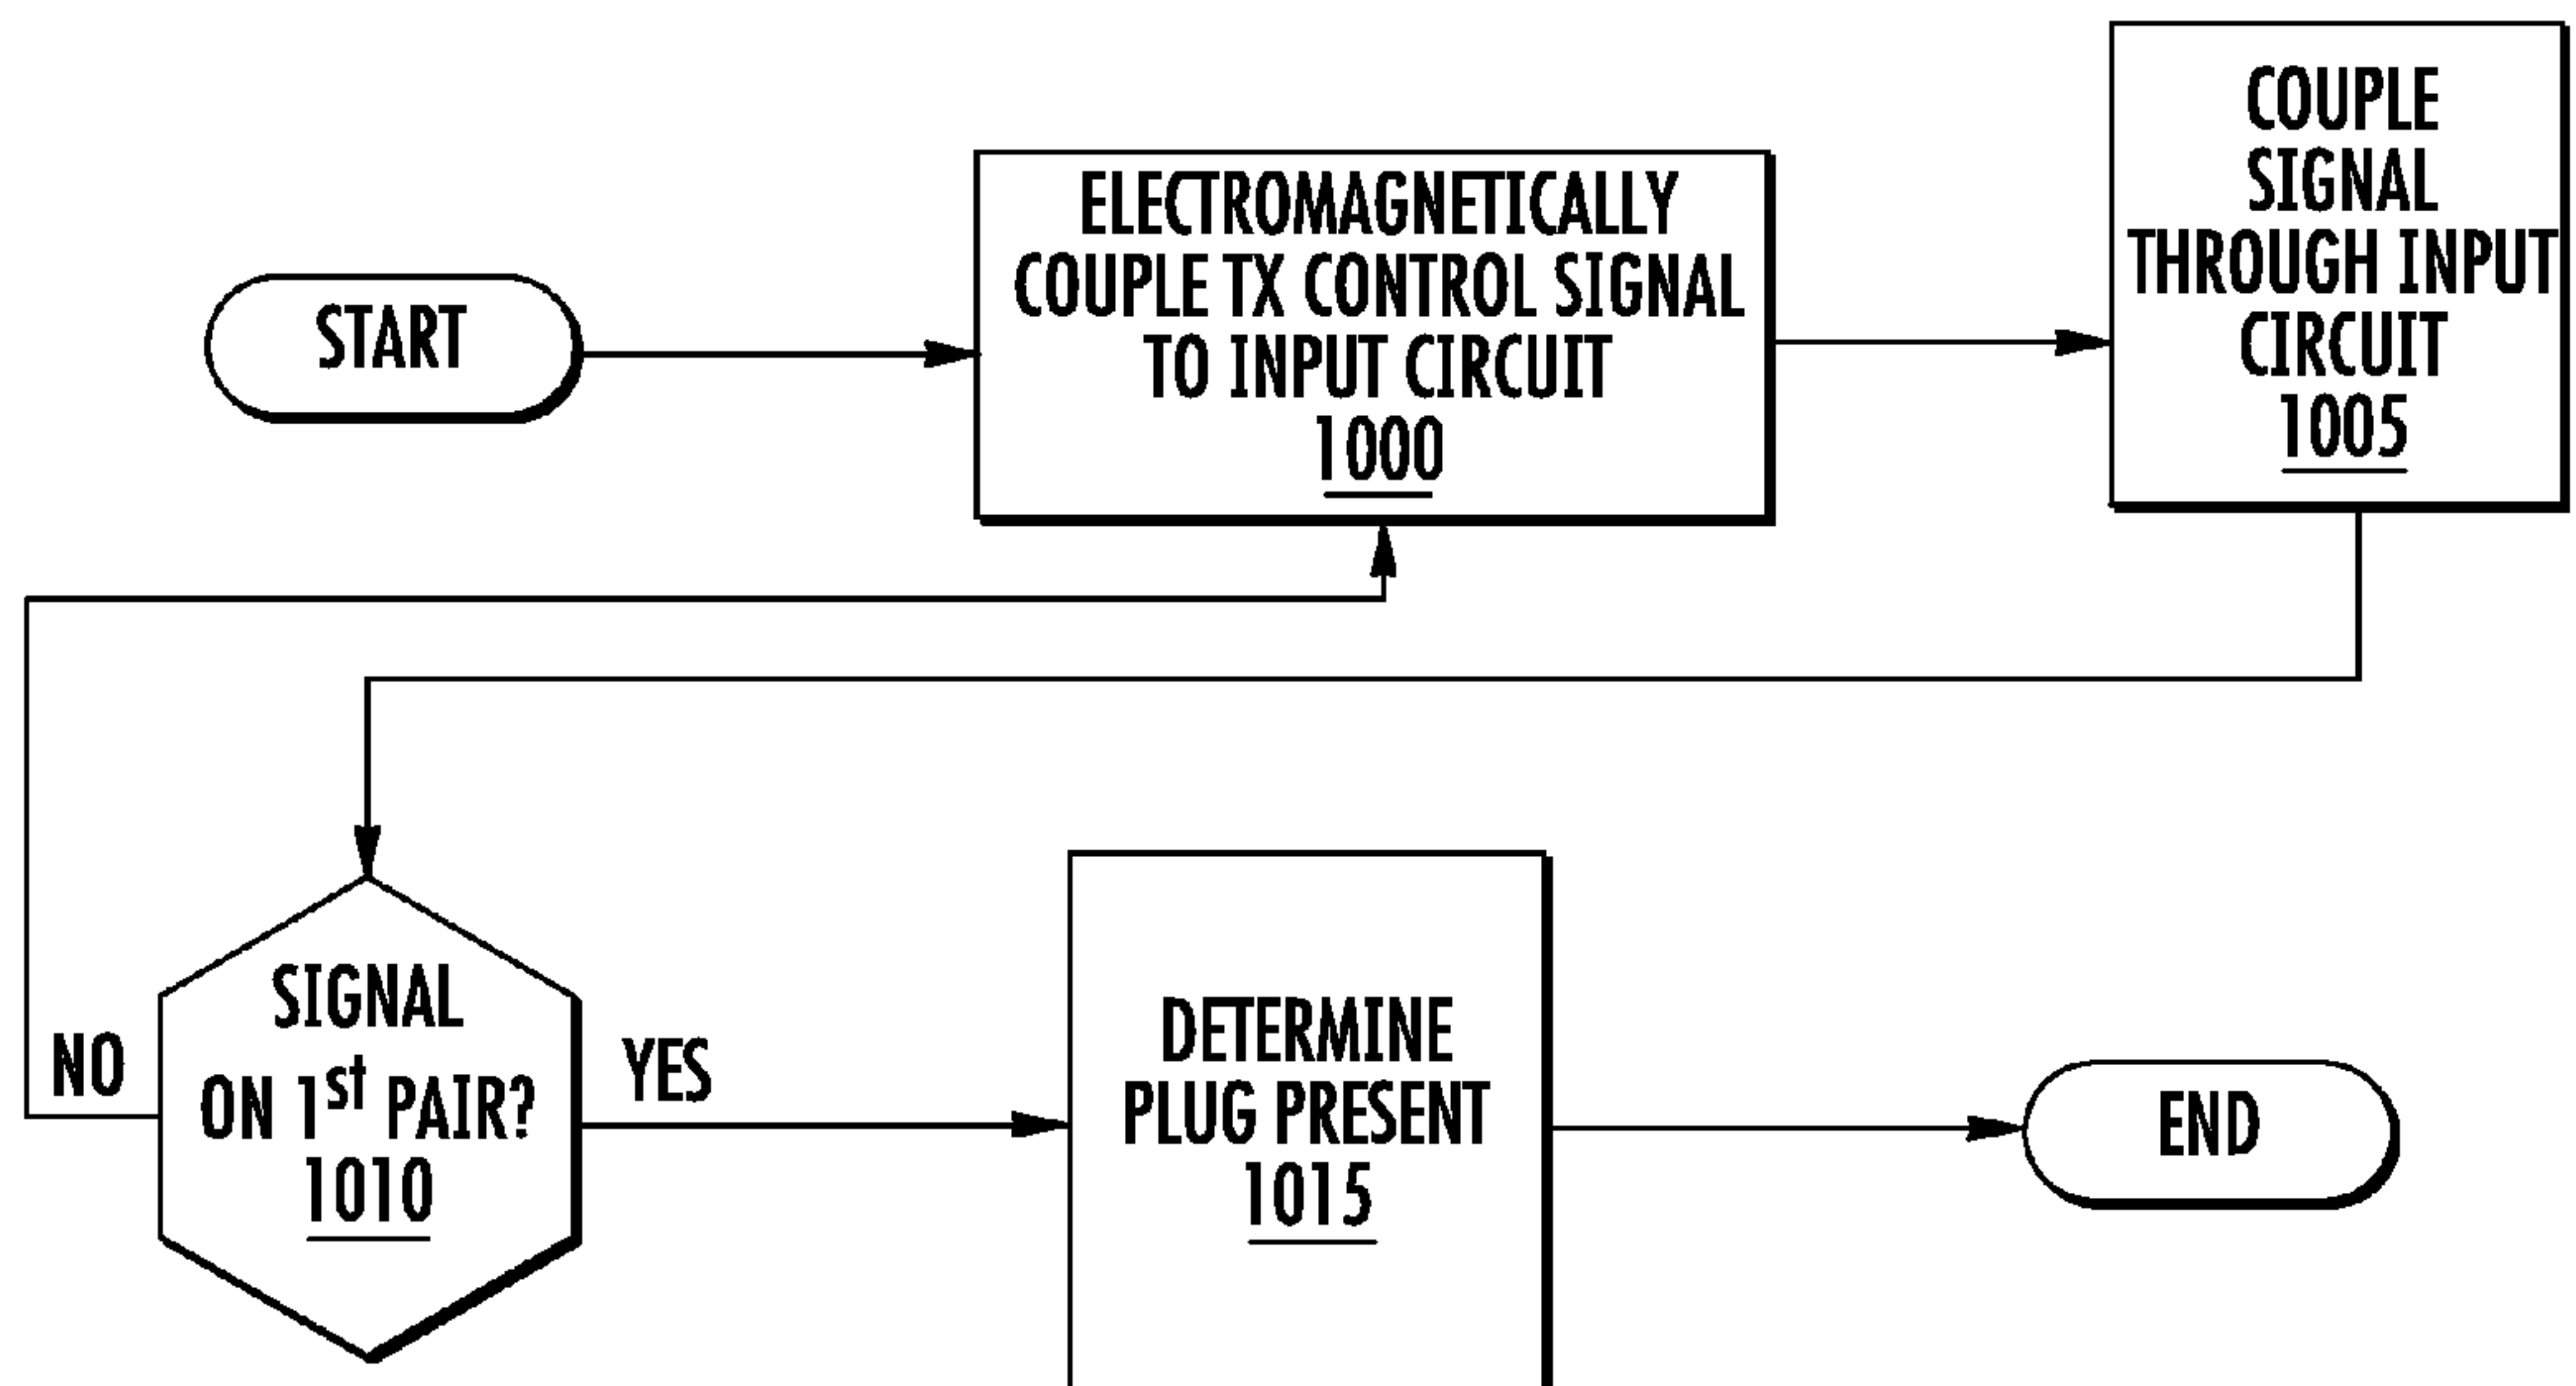 START
ELECTROMAGNETICALLY
COUPLE TX CONTROL SIGNAL
TO INPUT CIRCUIT
1000
COUPLE
SIGNAL
THROUGH INPUT
CIRCUIT
1005
SIGNAL
ON 1st PAIR?
1010
NO
YES
DETERMINE
PLUG PRESENT
1015
END